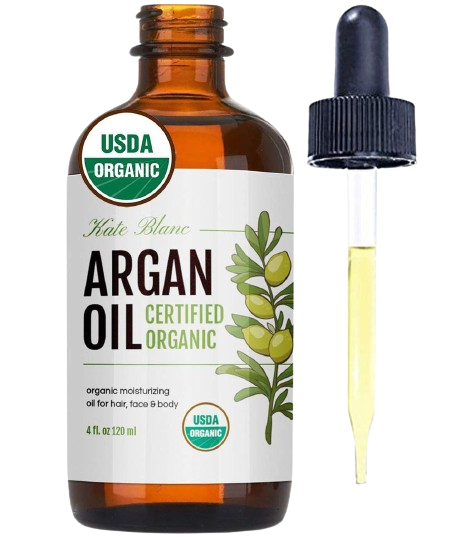 USDA
ORGANIC
Kate Blanc
ARGAN
OIL CERTIFIED
ORGANIC
organic moisturizing
oil for hair, face & body
4 fl. oz 120 ml
USDA
ORGANIC